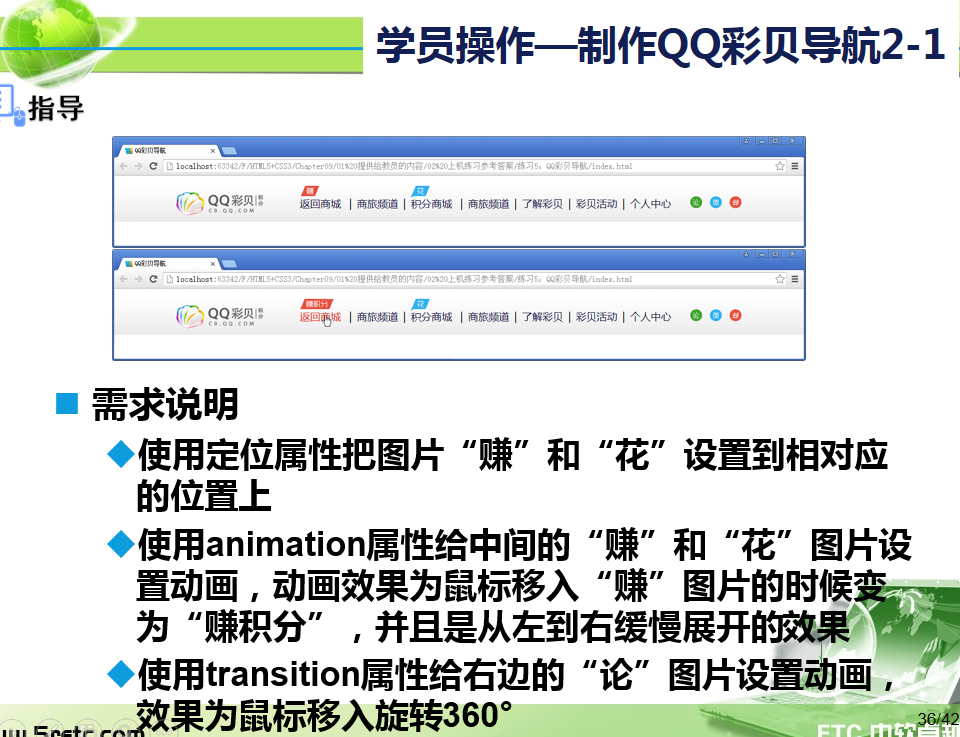 学员操作—制作QQ彩贝导航2-1
指导
QQ彩贝导航
localhost:63342/F/HTML5+CSS3/Chapter09/01%20提供给教员的内容/02%20上机练习参考答案/练习5：QQ彩贝导航/index.html
赚 花
QQ彩贝 积分 返回商城 | 商旅频道 | 积分商城 | 商旅频道 | 了解彩贝 | 彩贝活动 | 个人中心 论 微
CB.QQ.COM
QQ彩贝导航
localhost:63342/F/HTML5+CSS3/Chapter09/01%20提供给教员的内容/02%20上机练习参考答案/练习5：QQ彩贝导航/index.html
赚积分 花
QQ彩贝 积分 返回商城 | 商旅频道 | 积分商城 | 商旅频道 | 了解彩贝 | 彩贝活动 | 个人中心 论 微
CB.QQ.COM
需求说明
使用定位属性把图片“赚”和“花”设置到相对应
的位置上
使用animation属性给中间的“赚”和“花”图片设
置动画，动画效果为鼠标移入“赚”图片的时候变
为“赚积分”，并且是从左到右缓慢展开的效果
使用transition属性给右边的“论”图片设置动画，
效果为鼠标移入旋转360°
36/42